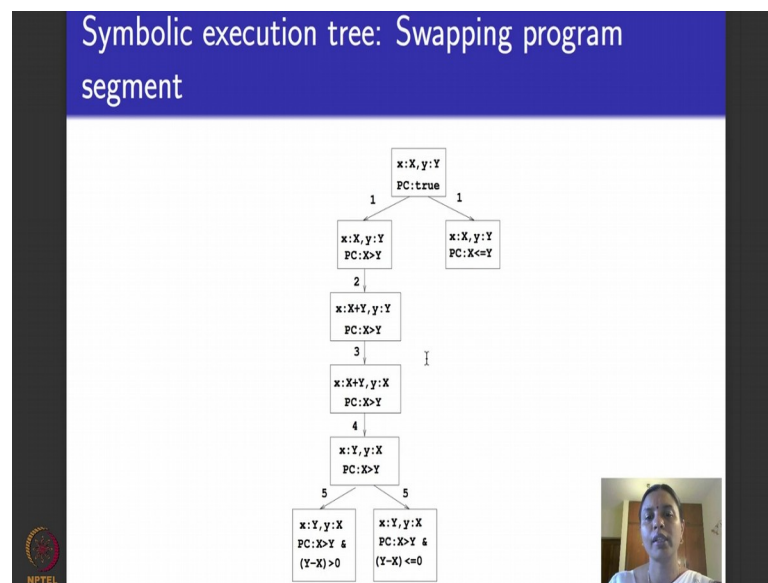 Symbolic execution tree: Swapping program
segment
x:X,y:Y
PC:true
1
1
x:X,y:Y
PC:X>Y
x:X,y:Y
PC:X<=Y
2
x:X+Y,y:Y
PC:X>Y
3
x:X+Y,y:X
PC:X>Y
4
x:Y,y:X
PC:X>Y
5
5
x:Y,y:X
PC:X>Y &
(Y-X)>0
x:Y,y:X
PC:X>Y &
(Y-X)<=0
NPTEL